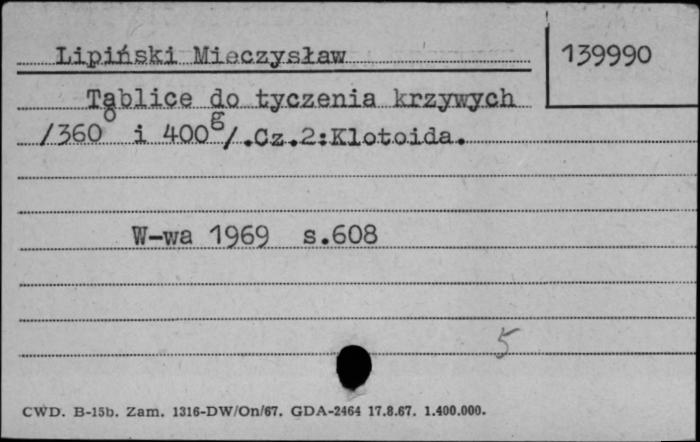 Lipiński Mieczysław
139990
Tablice do tyczenia krzywych
/360° i 400g/.Cz.2:Klotoida.
W-wa 1969 s.608
5
CWD. B-15b. Zam. 1316-DW/On/67. GDA-2464 17.8.67. 1.400.000.